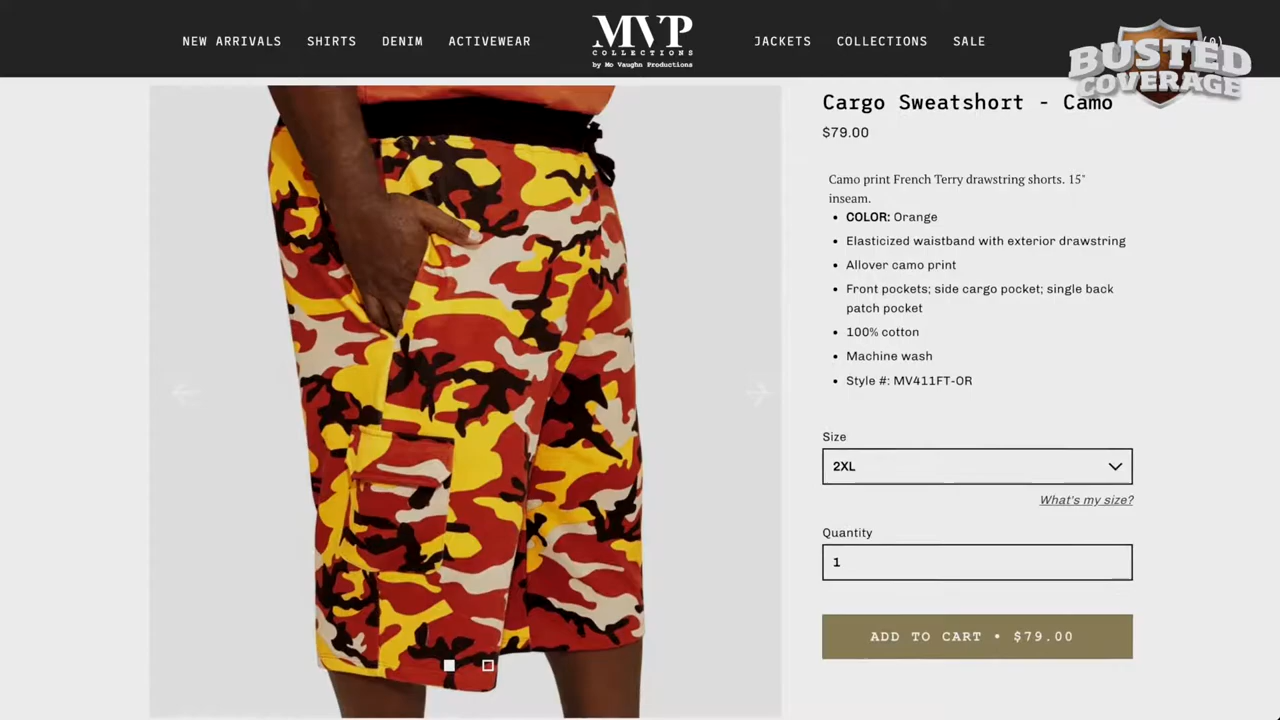 NEW ARRIVALS SHIRTS DENIM ACTIVEWEAR
MVP
COLLECTIONS
by Mo Vaughn Productions
JACKETS COLLECTIONS SALE
(0)
BUSTED
COVERAGE
Cargo Sweatshort - Camo
$79.00
Camo print French Terry drawstring shorts. 15"
inseam.
COLOR: Orange
Elasticized waistband with exterior drawstring
Allover camo print
Front pockets; side cargo pocket; single back
patch pocket
100% cotton
Machine wash
Style #: MV411FT-OR
Size
2XL
What's my size?
Quantity
1
ADD TO CART • $79.00